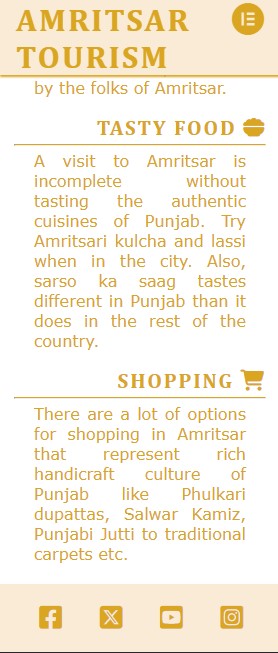 AMRITSAR
TOURISM
by the folks of Amritsar.
TASTY FOOD
A visit to Amritsar is
incomplete without
tasting the authentic
cuisines of Punjab. Try
Amritsari kulcha and lassi
when in the city. Also,
sarso ka saag tastes
different in Punjab than it
does in the rest of the
country.
SHOPPING
There are a lot of options
for shopping in Amritsar
that represent rich
handicraft culture of
Punjab like Phulkari
dupattas, Salwar Kamiz,
Punjabi Jutti to traditional
carpets etc.